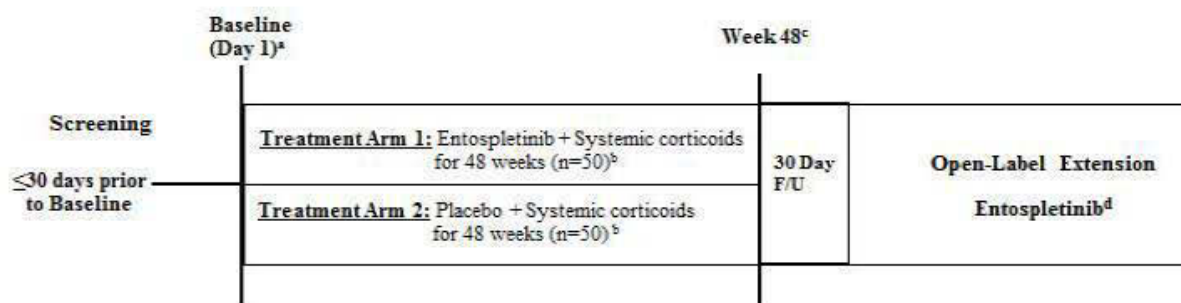 Baseline
(Day 1)ᵃ
Week 48ᶜ
Screening
≤30 days prior
to Baseline
Treatment Arm 1: Entospletinib + Systemic corticoids
for 48 weeks (n=50)ᵇ
Treatment Arm 2: Placebo + Systemic corticoids
for 48 weeks (n=50) ᵇ
30 Day
F/U
Open-Label Extension
Entospletinibᵈ